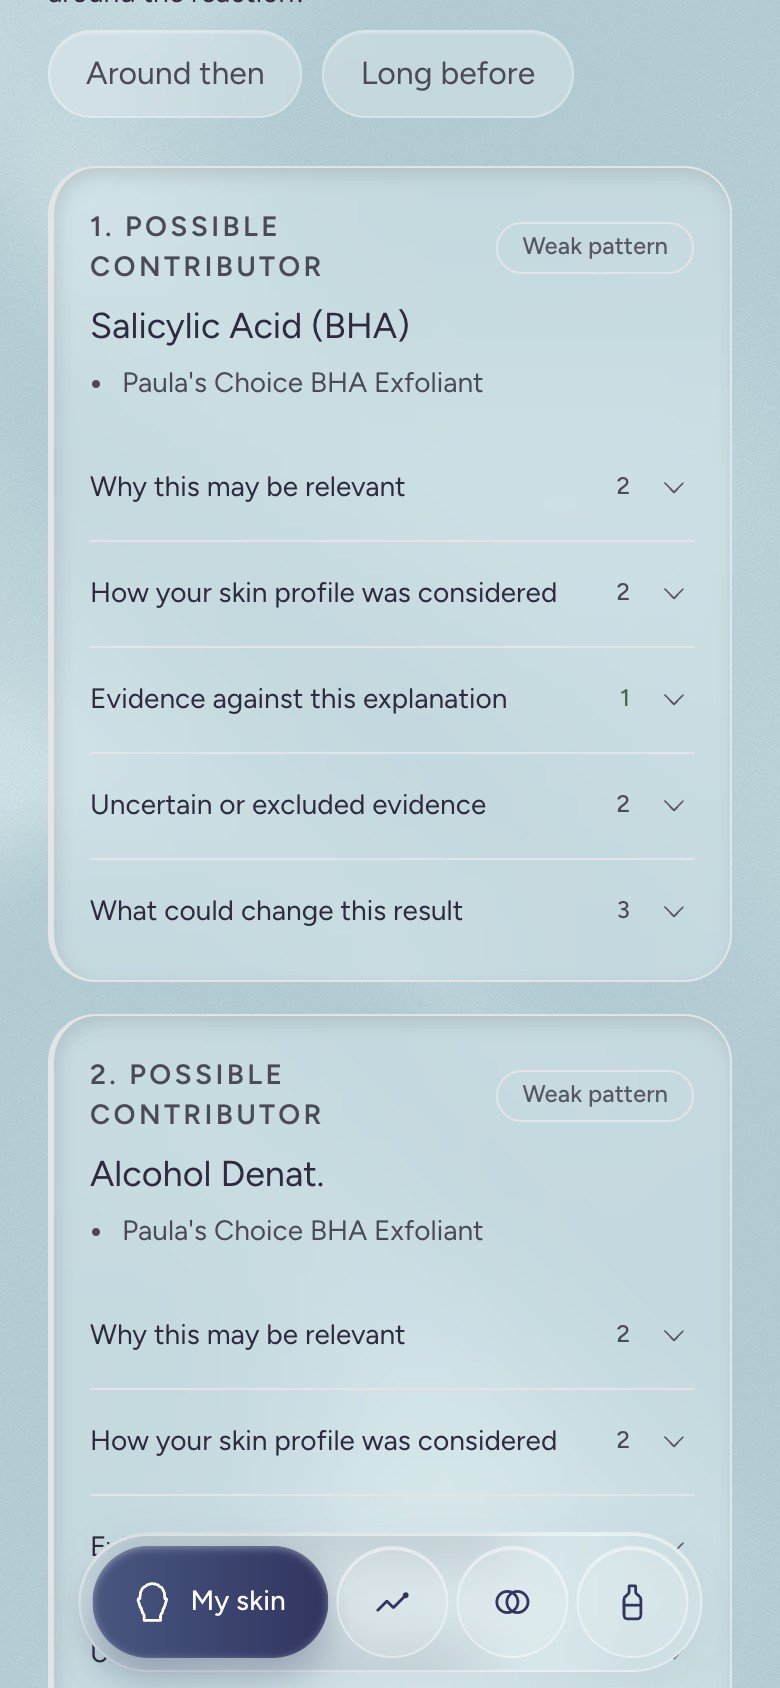 Around then
Long before
1. POSSIBLE
CONTRIBUTOR
Weak pattern
Salicylic Acid (BHA)
• Paula's Choice BHA Exfoliant
Why this may be relevant 2
How your skin profile was considered 2
Evidence against this explanation 1
Uncertain or excluded evidence 2
What could change this result 3
2. POSSIBLE
CONTRIBUTOR
Weak pattern
Alcohol Denat.
• Paula's Choice BHA Exfoliant
Why this may be relevant 2
How your skin profile was considered 2
My skin